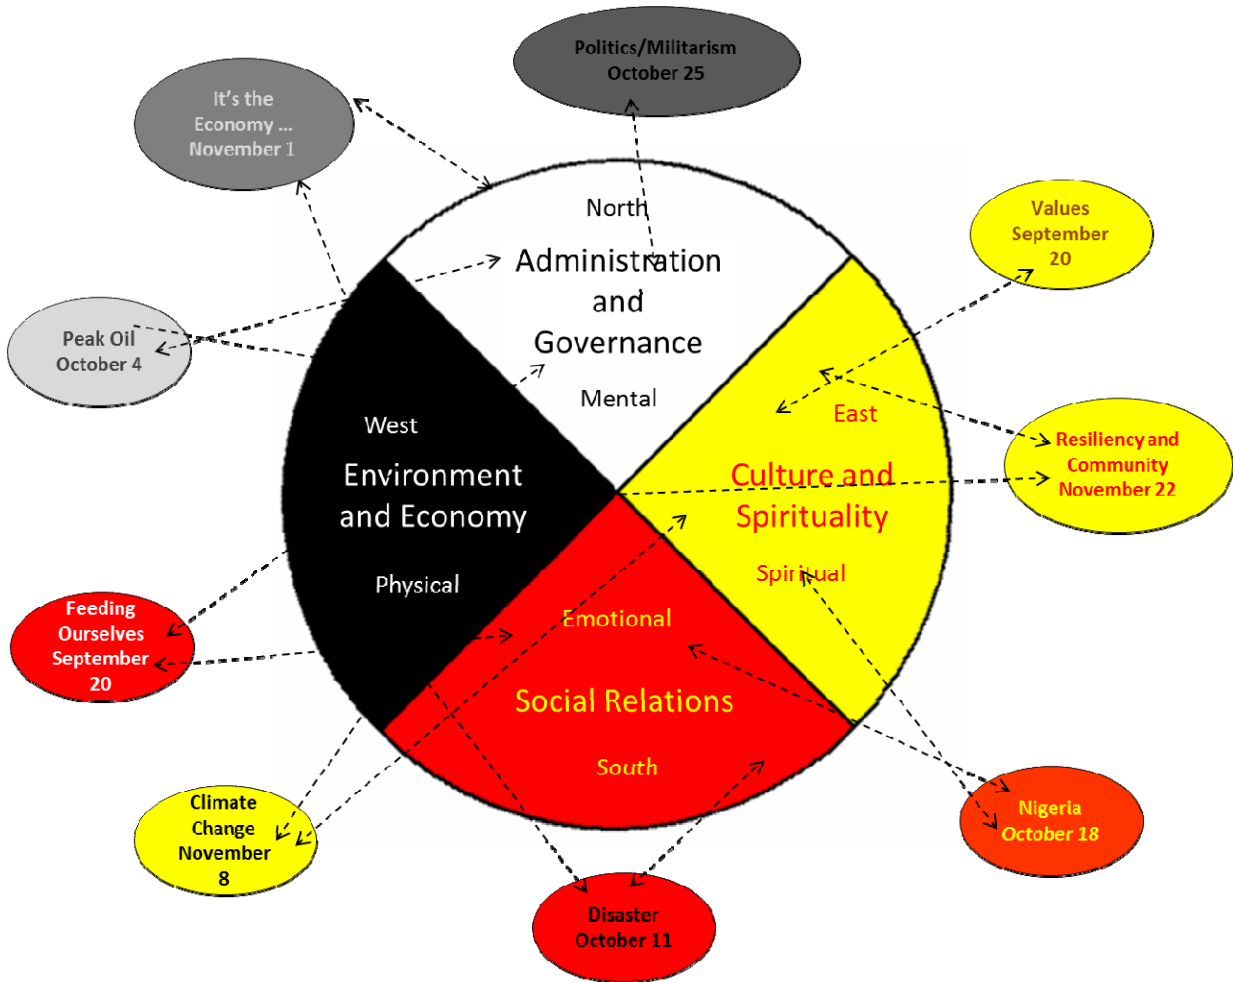 Politics/Militarism
October 25
It's the
Economy ...
November 1
Values
September
20
North
Administration
and
Governance
Mental
Peak Oil
October 4
West
Environment
and Economy
Physical
East
Culture and
Spirituality
Spiritual
Resiliency and
Community
November 22
Emotional
Social Relations
South
Feeding
Ourselves
September
20
Climate
Change
November
8
Nigeria
October 18
Disaster
October 11